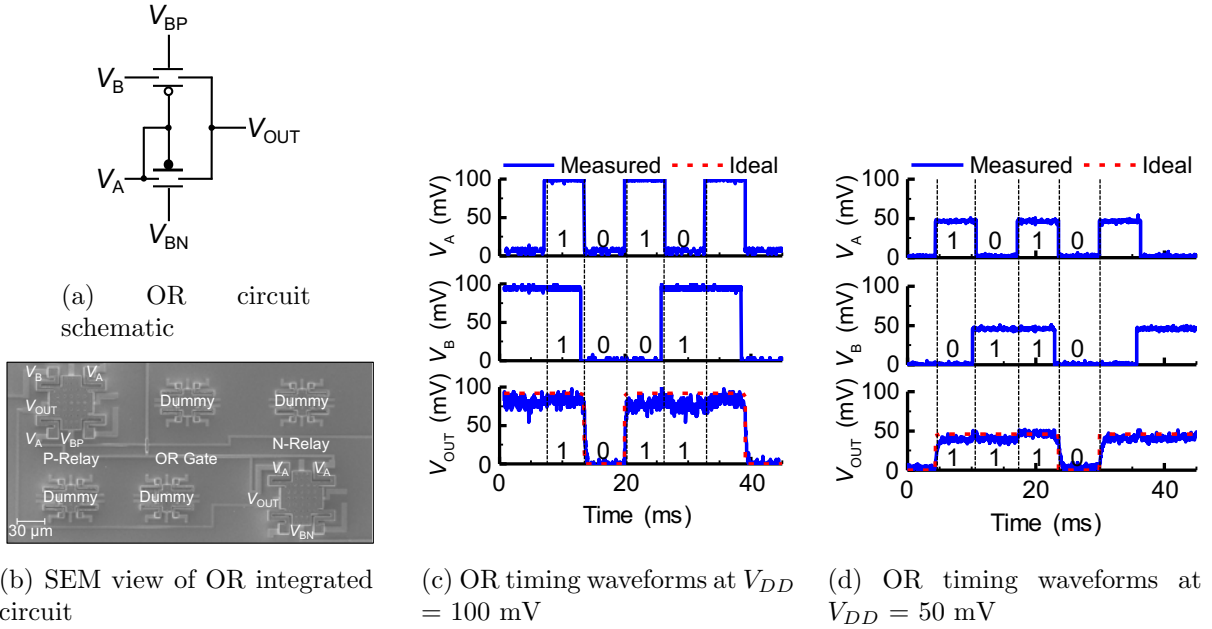 V_BP
V_B
V_OUT
V_A
V_BN
(a) OR circuit
schematic
V_B V_A
Dummy Dummy
V_OUT
V_A V_BP
N-Relay
P-Relay OR Gate
V_A V_A
Dummy Dummy
V_OUT
30 µm
V_BN
(b) SEM view of OR integrated
circuit
Measured Ideal
100
50
0
V_A (mV)
1 0 1 0
100
50
0
V_B (mV)
1 0 0 1
100
50
0
V_OUT (mV)
1 0 1 1
0 20 40
Time (ms)
(c) OR timing waveforms at V_DD
= 100 mV
Measured Ideal
100
50
0
V_A (mV)
1 0 1 0
100
50
0
V_B (mV)
0 1 1 0
100
50
0
V_OUT (mV)
1 1 1 0
0 20 40
Time (ms)
(d) OR timing waveforms at
V_DD = 50 mV